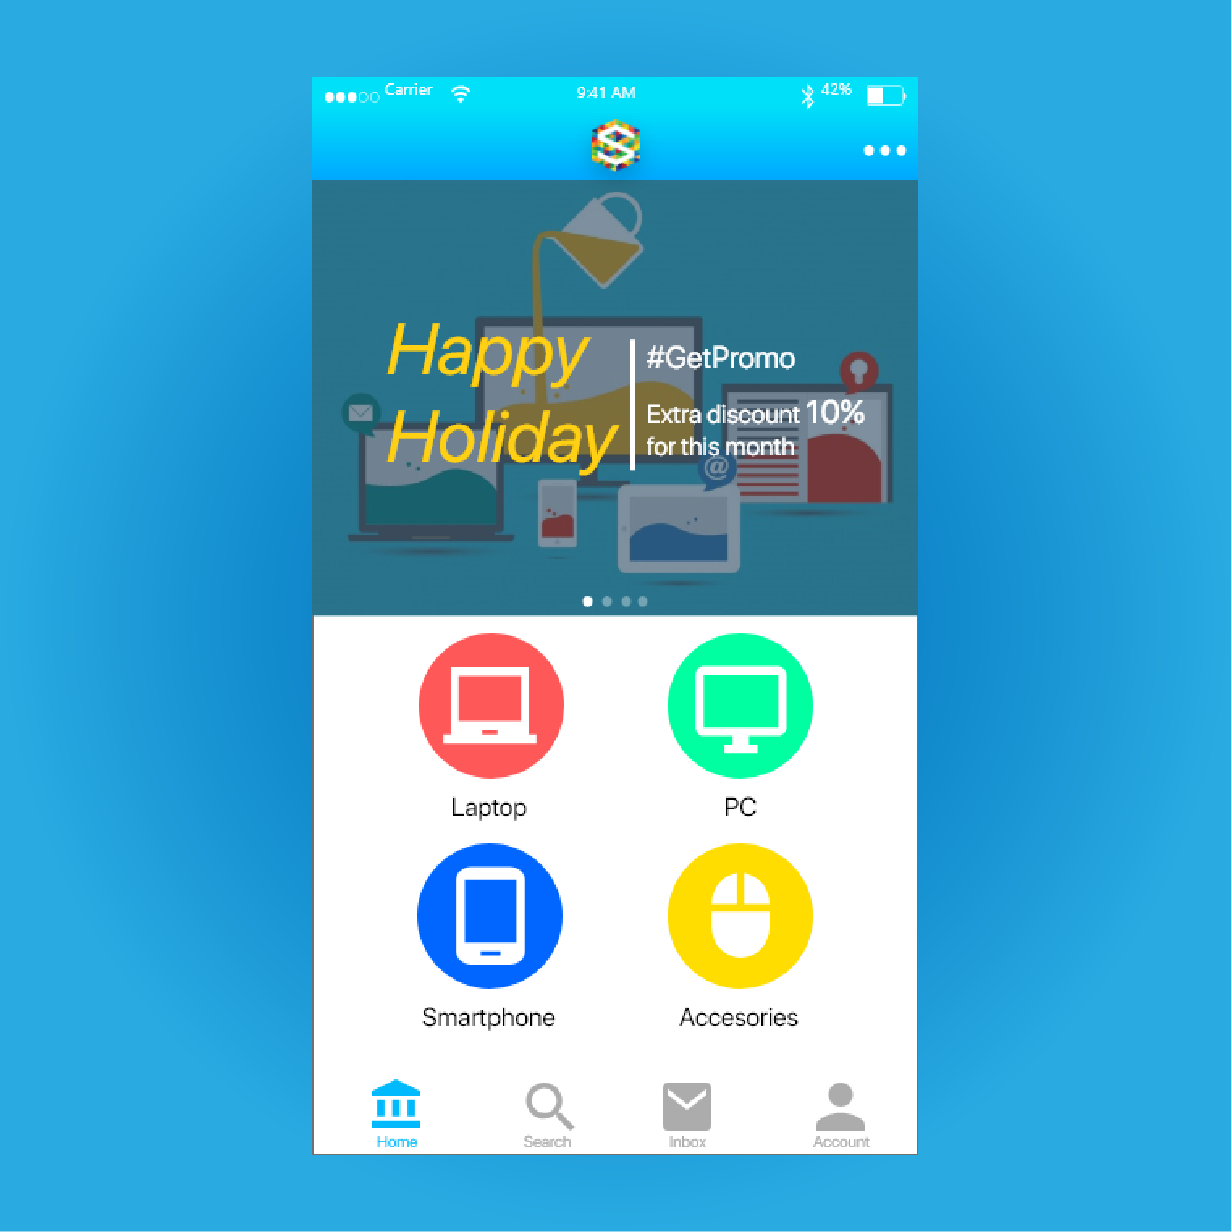 Carrier 9:41 AM 42%
S
Happy
Holiday
#GetPromo
Extra discount 10%
for this month
@
Laptop PC
Smartphone Accesories
Home Search Inbox Account